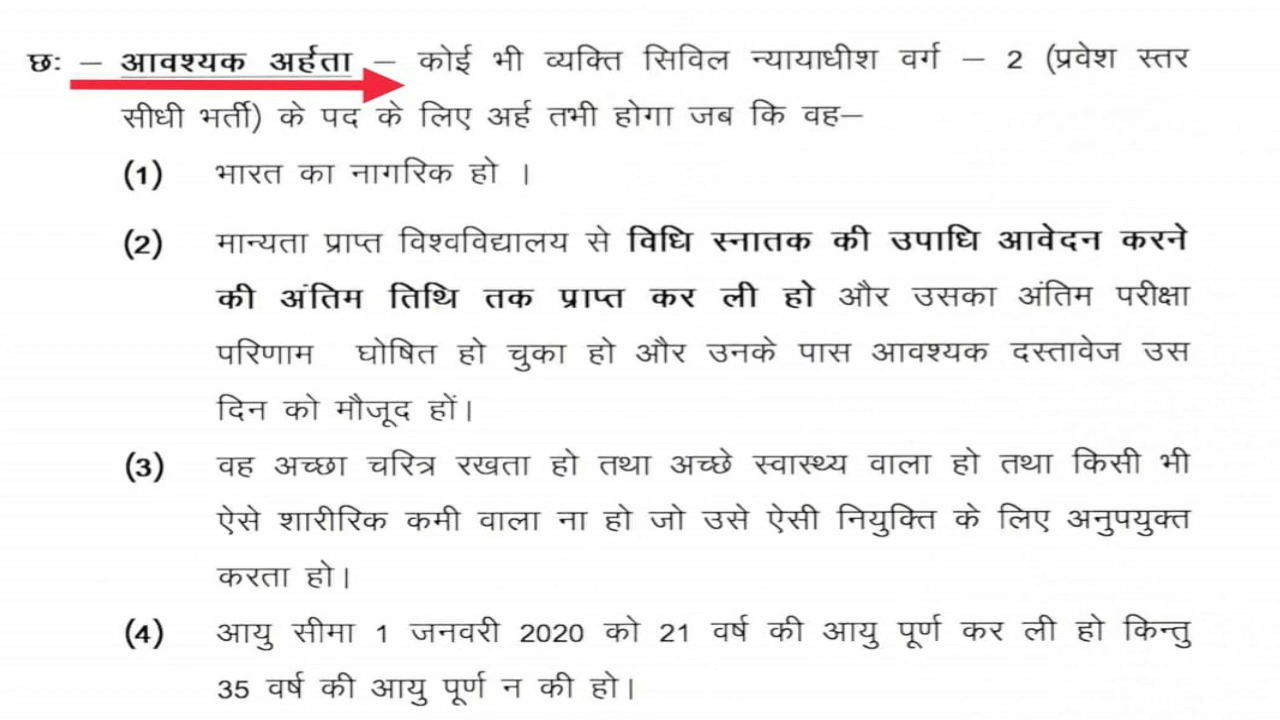 छः – आवश्यक अर्हता – कोई भी व्यक्ति सिविल न्यायाधीश वर्ग – 2 (प्रवेश स्तर
सीधी भर्ती) के पद के लिए अर्ह तभी होगा जब कि वह–
(1) भारत का नागरिक हो ।
(2) मान्यता प्राप्त विश्वविद्यालय से विधि स्नातक की उपाधि आवेदन करने
की अंतिम तिथि तक प्राप्त कर ली हो और उसका अंतिम परीक्षा
परिणाम घोषित हो चुका हो और उनके पास आवश्यक दस्तावेज उस
दिन को मौजूद हों।
(3) वह अच्छा चरित्र रखता हो तथा अच्छे स्वास्थ्य वाला हो तथा किसी भी
ऐसे शारीरिक कमी वाला ना हो जो उसे ऐसी नियुक्ति के लिए अनुपयुक्त
करता हो।
(4) आयु सीमा 1 जनवरी 2020 को 21 वर्ष की आयु पूर्ण कर ली हो किन्तु
35 वर्ष की आयु पूर्ण न की हो।